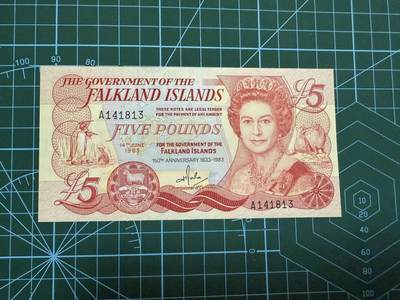 THE GOVERNMENT OF THE
FALKLAND ISLANDS
£5
THESE NOTES ARE LEGAL TENDER
FOR THE PAYMENT OF ANY AMOUNT
A141813
FIVE POUNDS
14TH JUNE
1983
FOR THE GOVERNMENT OF THE
FALKLAND ISLANDS
150TH ANNIVERSARY 1833-1983
£5
A141813